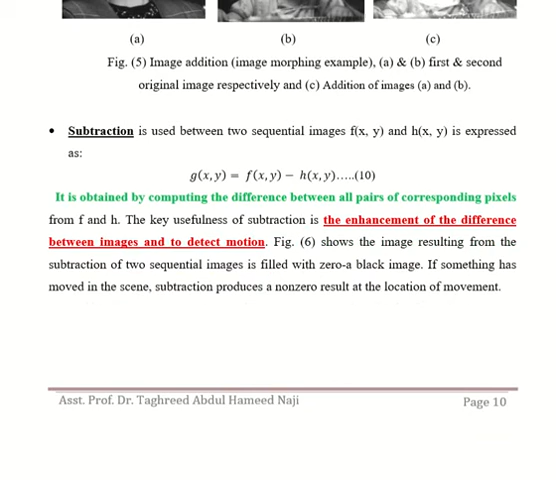 (a) (b) (c)
Fig. (5) Image addition (image morphing example), (a) & (b) first & second
original image respectively and (c) Addition of images (a) and (b).
• Subtraction is used between two sequential images f(x, y) and h(x, y) is expressed
as:
g(x, y) = f(x, y) − h(x, y)…..(10)
It is obtained by computing the difference between all pairs of corresponding pixels
from f and h. The key usefulness of subtraction is the enhancement of the difference
between images and to detect motion. Fig. (6) shows the image resulting from the
subtraction of two sequential images is filled with zero-a black image. If something has
moved in the scene, subtraction produces a nonzero result at the location of movement.
Asst. Prof. Dr. Taghreed Abdul Hameed Naji Page 10